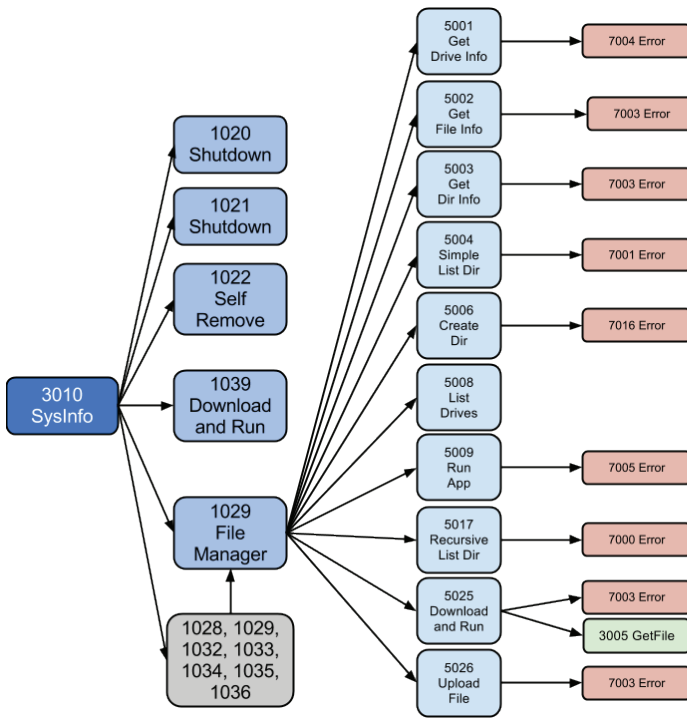 3010
SysInfo
1020
Shutdown
1021
Shutdown
1022
Self
Remove
1039
Download
and Run
1029
File
Manager
1028, 1029,
1032, 1033,
1034, 1035,
1036
5001
Get
Drive Info
7004 Error
5002
Get
File Info
7003 Error
5003
Get
Dir Info
7003 Error
5004
Simple
List Dir
7001 Error
5006
Create
Dir
7016 Error
5008
List
Drives
5009
Run
App
7005 Error
5017
Recursive
List Dir
7000 Error
5025
Download
and Run
7003 Error
3005 GetFile
5026
Upload
File
7003 Error